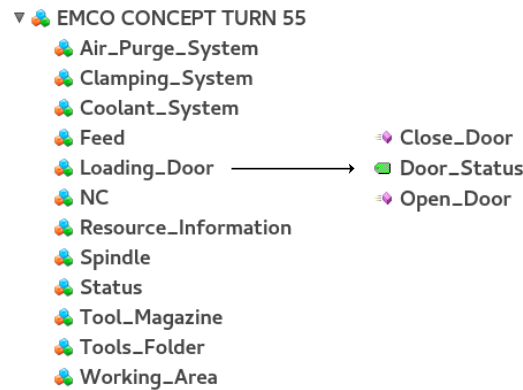 EMCO CONCEPT TURN 55
Air_Purge_System
Clamping_System
Coolant_System
Feed
Loading_Door
NC
Resource_Information
Spindle
Status
Tool_Magazine
Tools_Folder
Working_Area
Close_Door
Door_Status
Open_Door